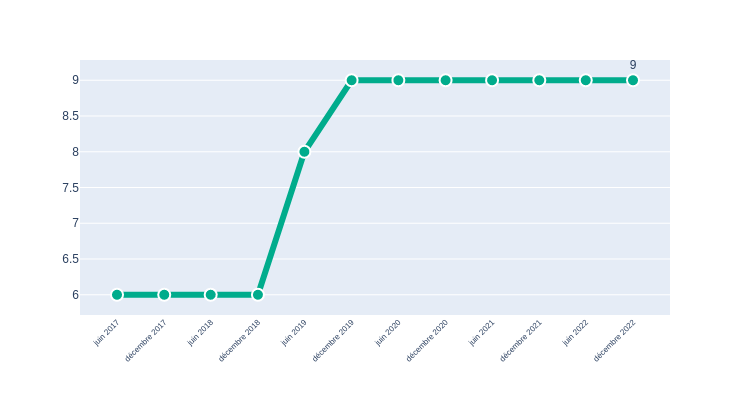 9
9
8.5
8
7.5
7
6.5
6
juin 2017
décembre 2017
juin 2018
décembre 2018
juin 2019
décembre 2019
juin 2020
décembre 2020
juin 2021
décembre 2021
juin 2022
décembre 2022